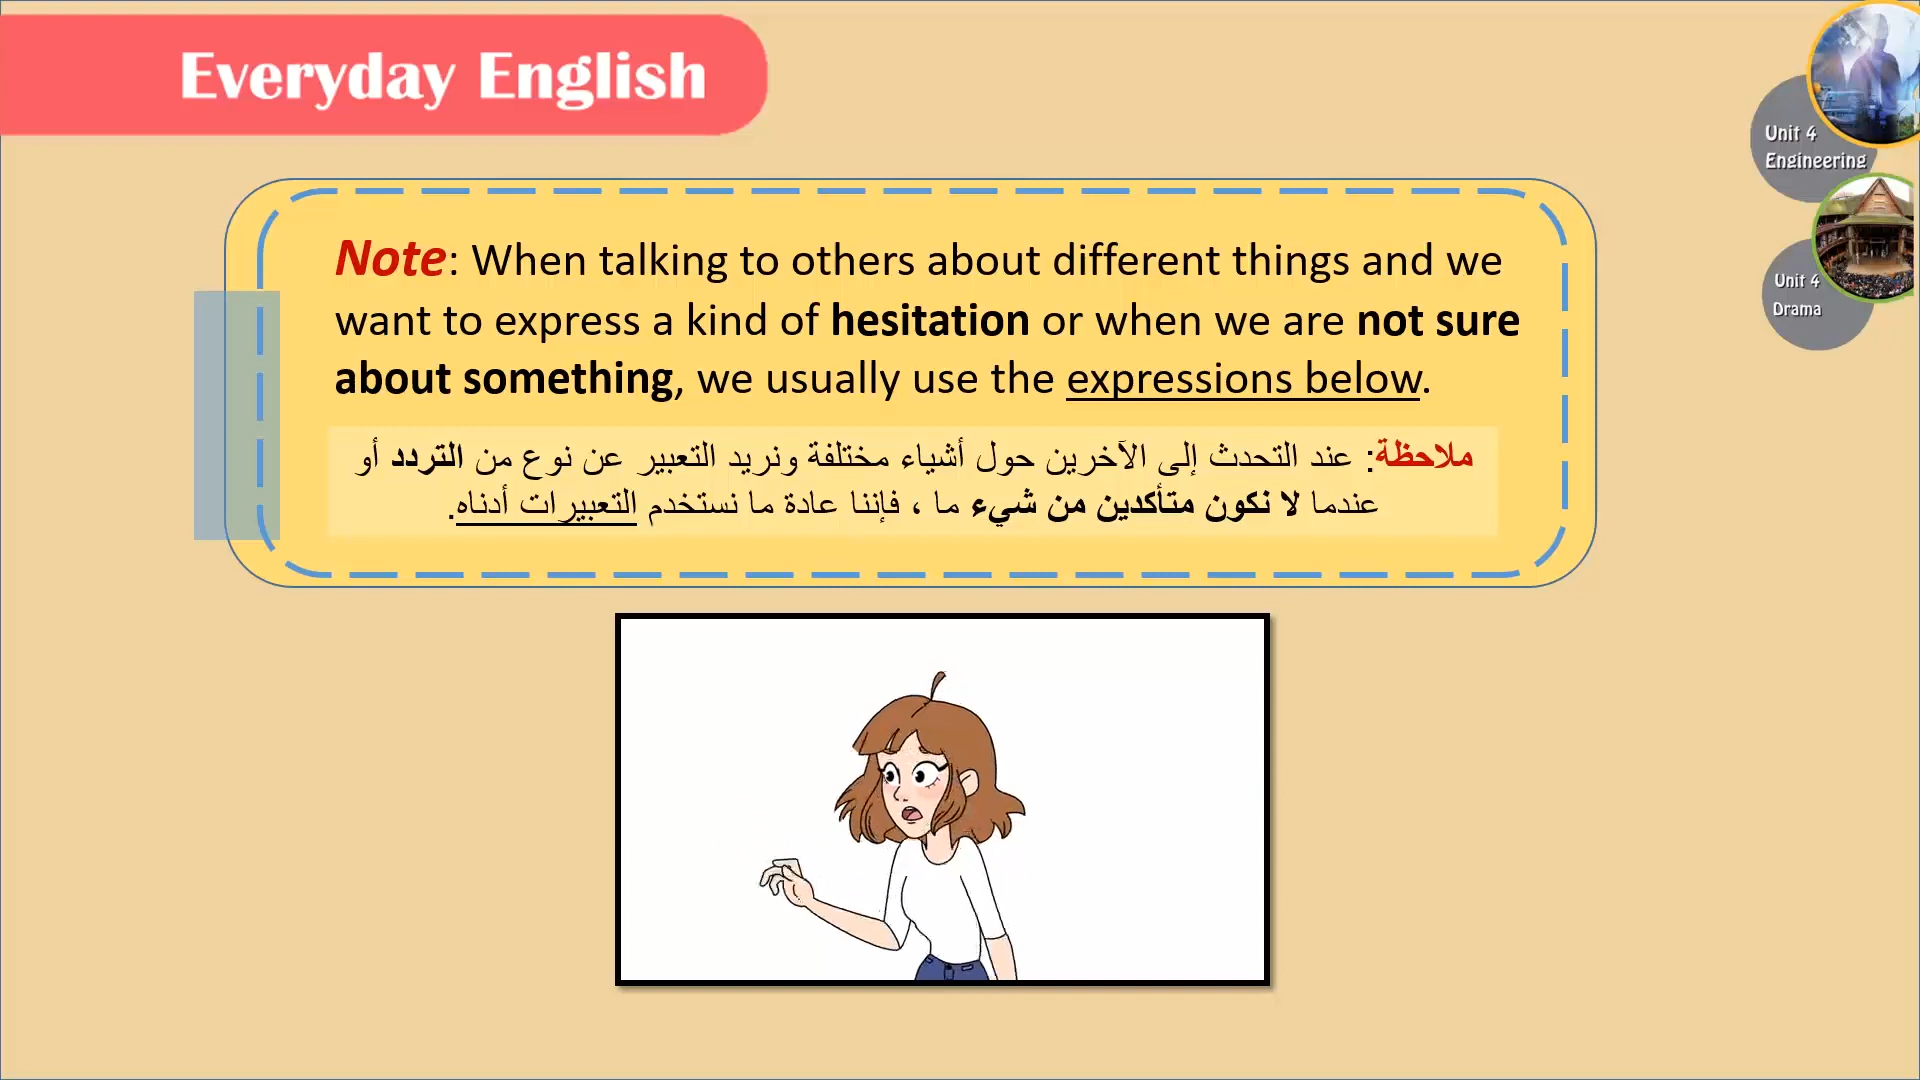 Everyday English
Unit 4
Engineering
Unit 4
Drama
Note: When talking to others about different things and we
want to express a kind of hesitation or when we are not sure
about something, we usually use the expressions below.
ملاحظة: عند التحدث إلى الآخرين حول أشياء مختلفة ونريد التعبير عن نوع من التردد أو
عندما لا نكون متأكدين من شيء ما ، فإننا عادة ما نستخدم التعبيرات أدناه.